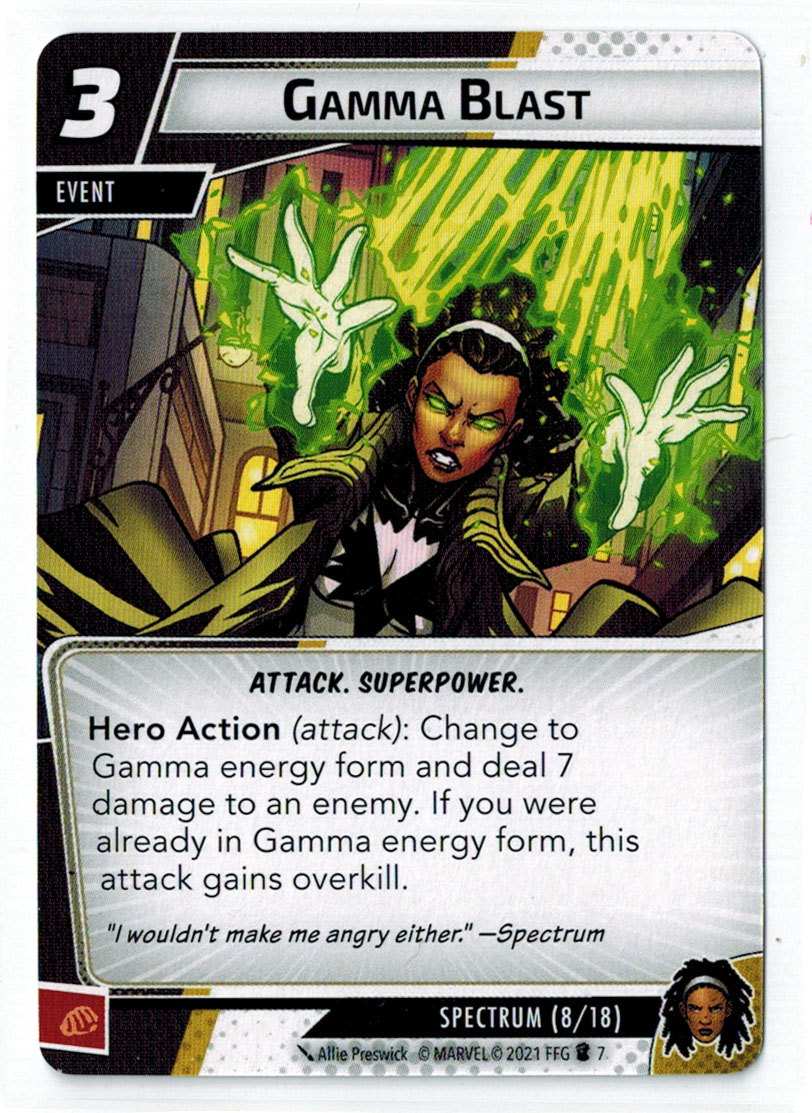 3
GAMMA BLAST
EVENT
ATTACK. SUPERPOWER.
Hero Action (attack): Change to
Gamma energy form and deal 7
damage to an enemy. If you were
already in Gamma energy form, this
attack gains overkill.
"I wouldn't make me angry either." —Spectrum
SPECTRUM (8/18)
Allie Preswick © MARVEL © 2021 FFG 7